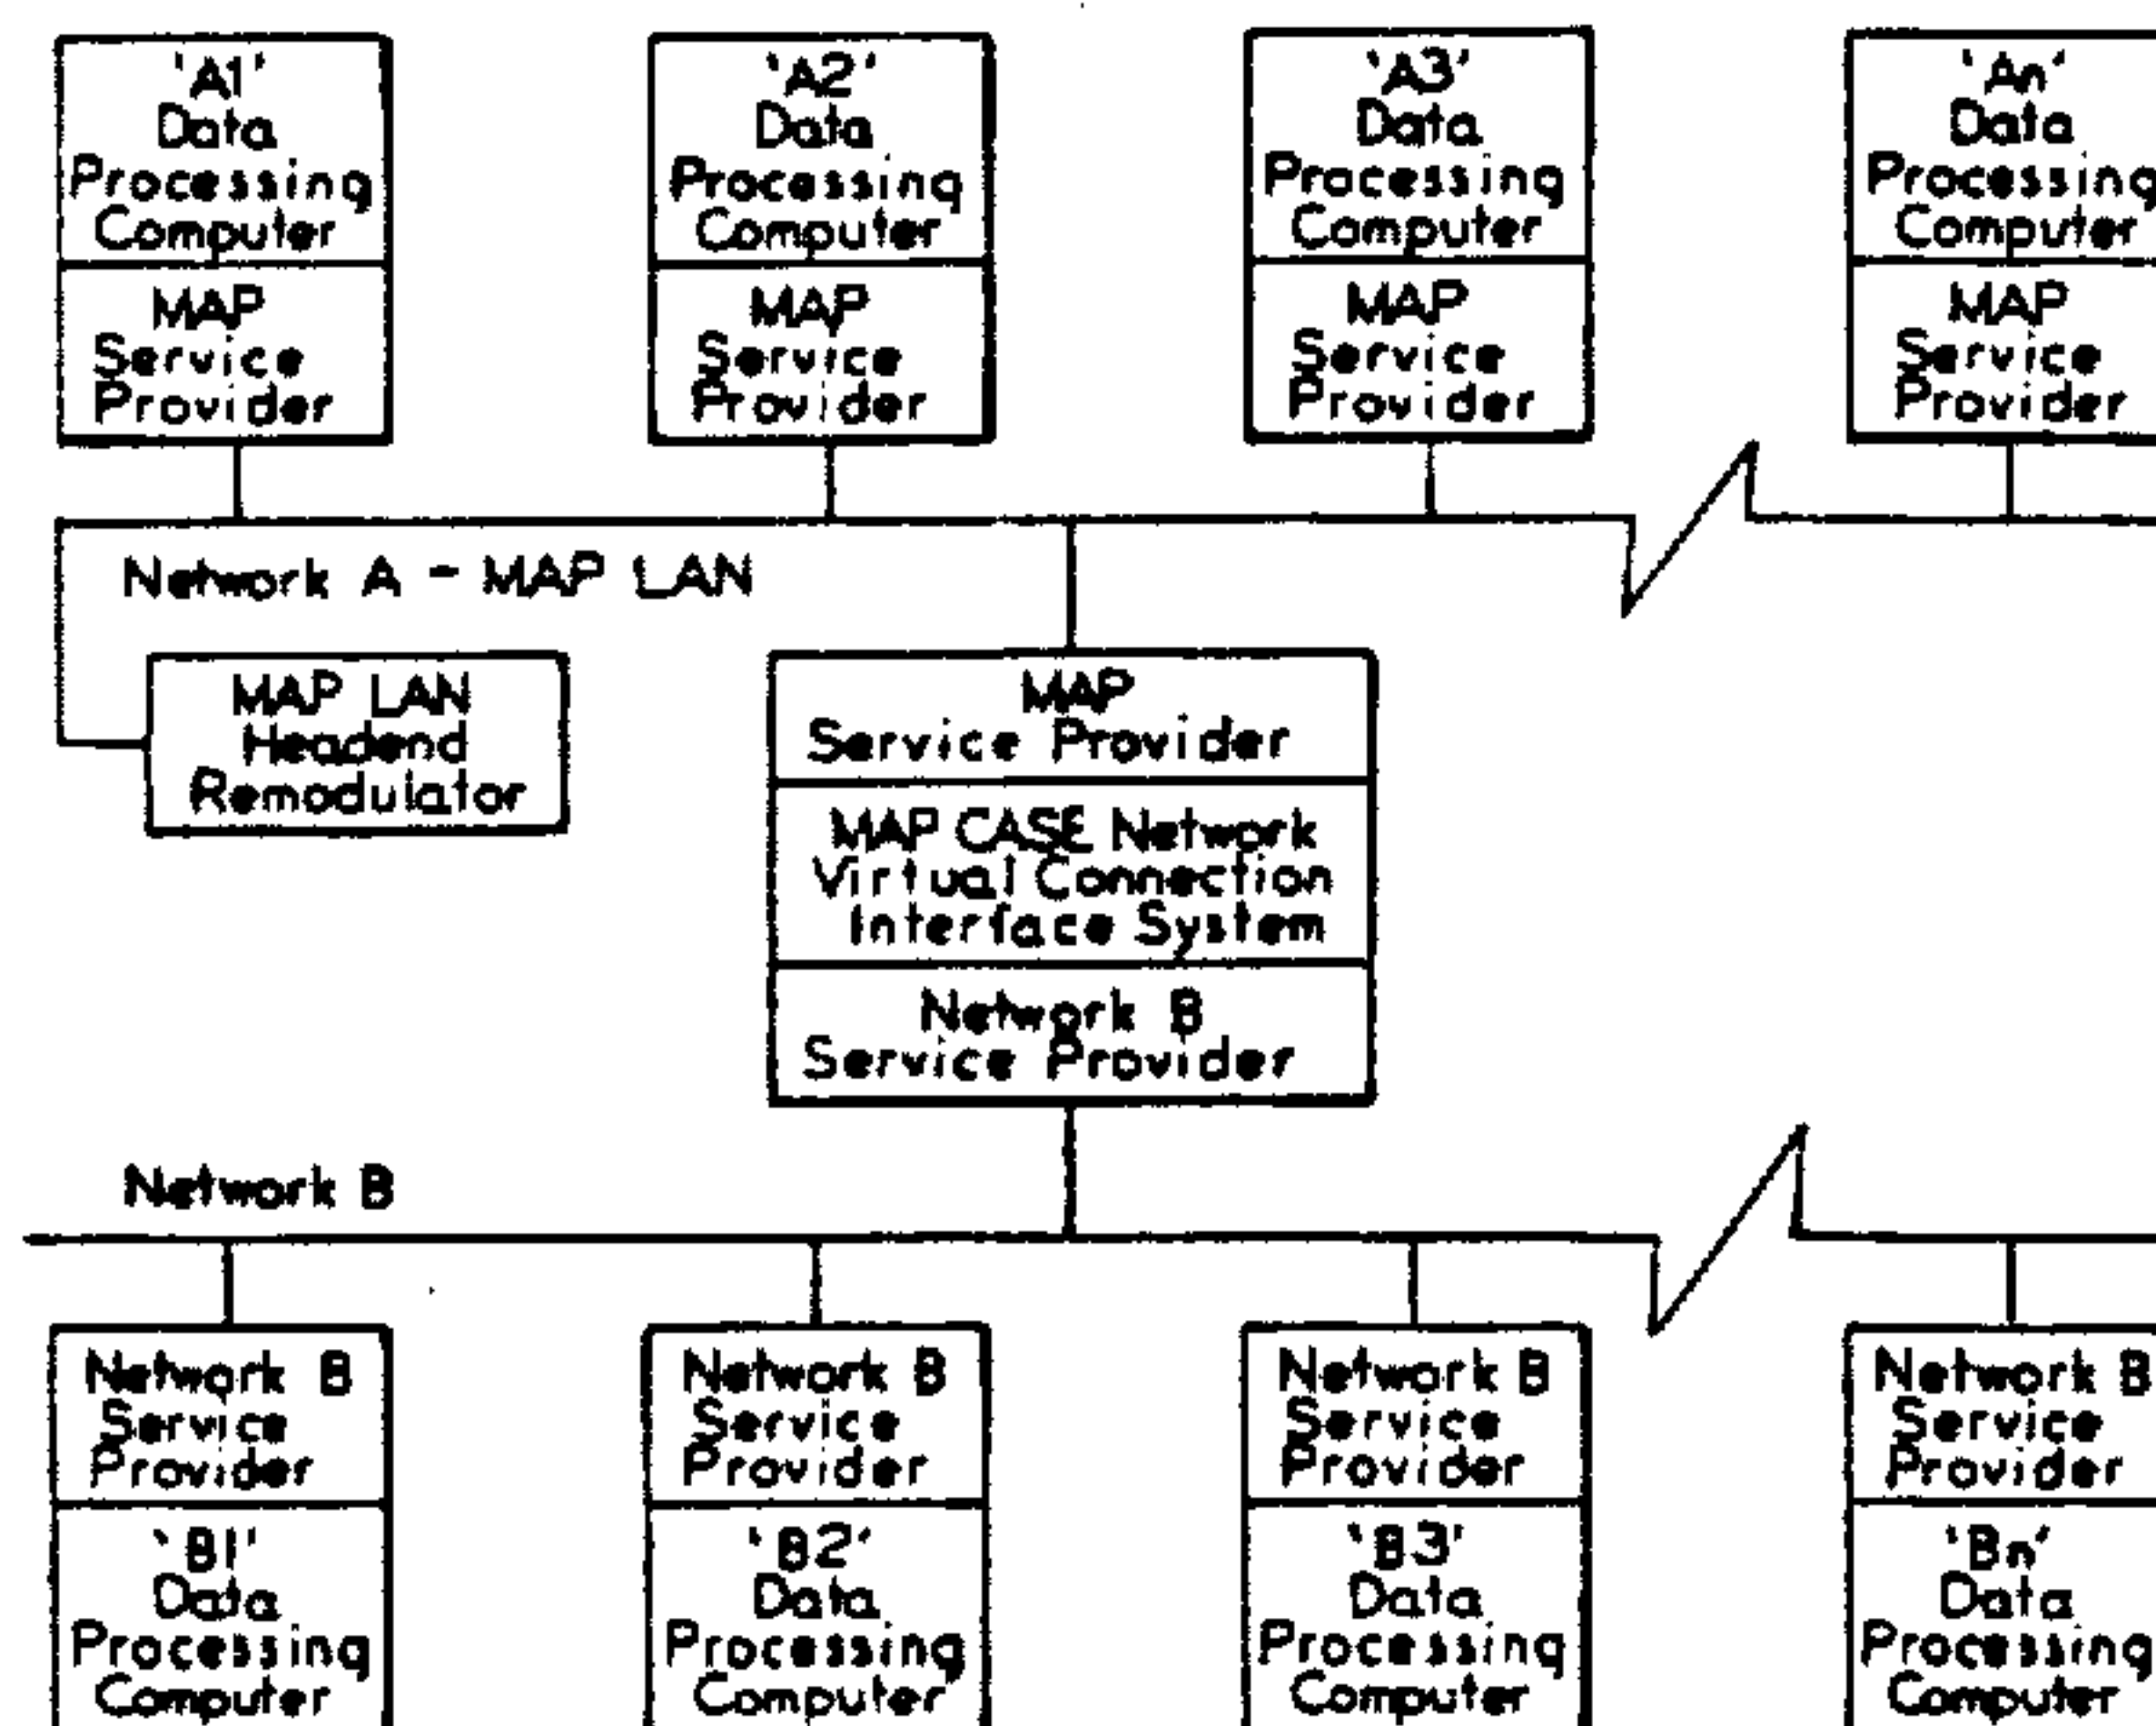 'A1'
Data
Processing
Computer
MAP
Service
Provider
'A2'
Data
Processing
Computer
MAP
Service
Provider
'A3'
Data
Processing
Computer
MAP
Service
Provider
'An'
Data
Processing
Computer
MAP
Service
Provider
Network A - MAP LAN
MAP LAN
Headend
Remodulator
MAP
Service Provider
MAP CASE Network
Virtual Connection
Interface System
Network B
Service Provider
Network B
Network B
Service
Provider
'B1'
Data
Processing
Computer
Network B
Service
Provider
'B2'
Data
Processing
Computer
Network B
Service
Provider
'B3'
Data
Processing
Computer
Network B
Service
Provider
'Bn'
Data
Processing
Computer